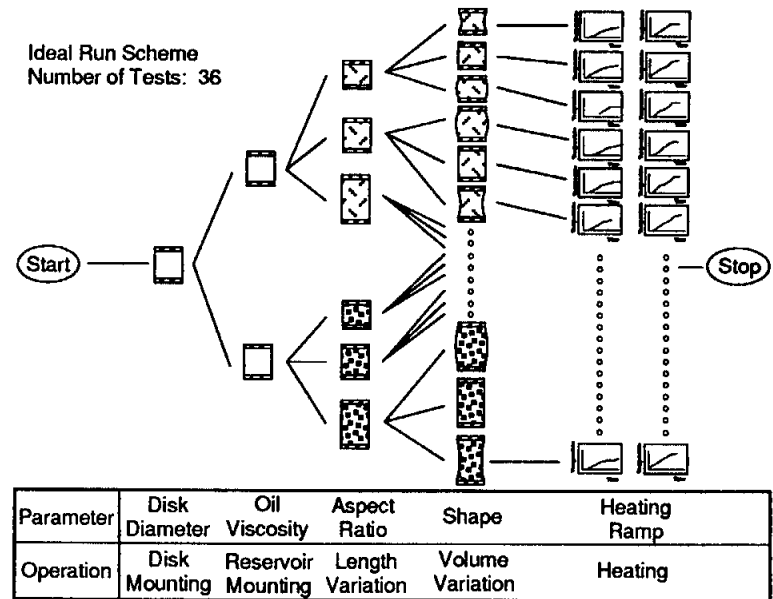 Ideal Run Scheme
Number of Tests: 36
Start
Stop
Parameter
Disk
Diameter
Oil
Viscosity
Aspect
Ratio
Shape
Heating
Ramp
Operation
Disk
Mounting
Reservoir
Mounting
Length
Variation
Volume
Variation
Heating